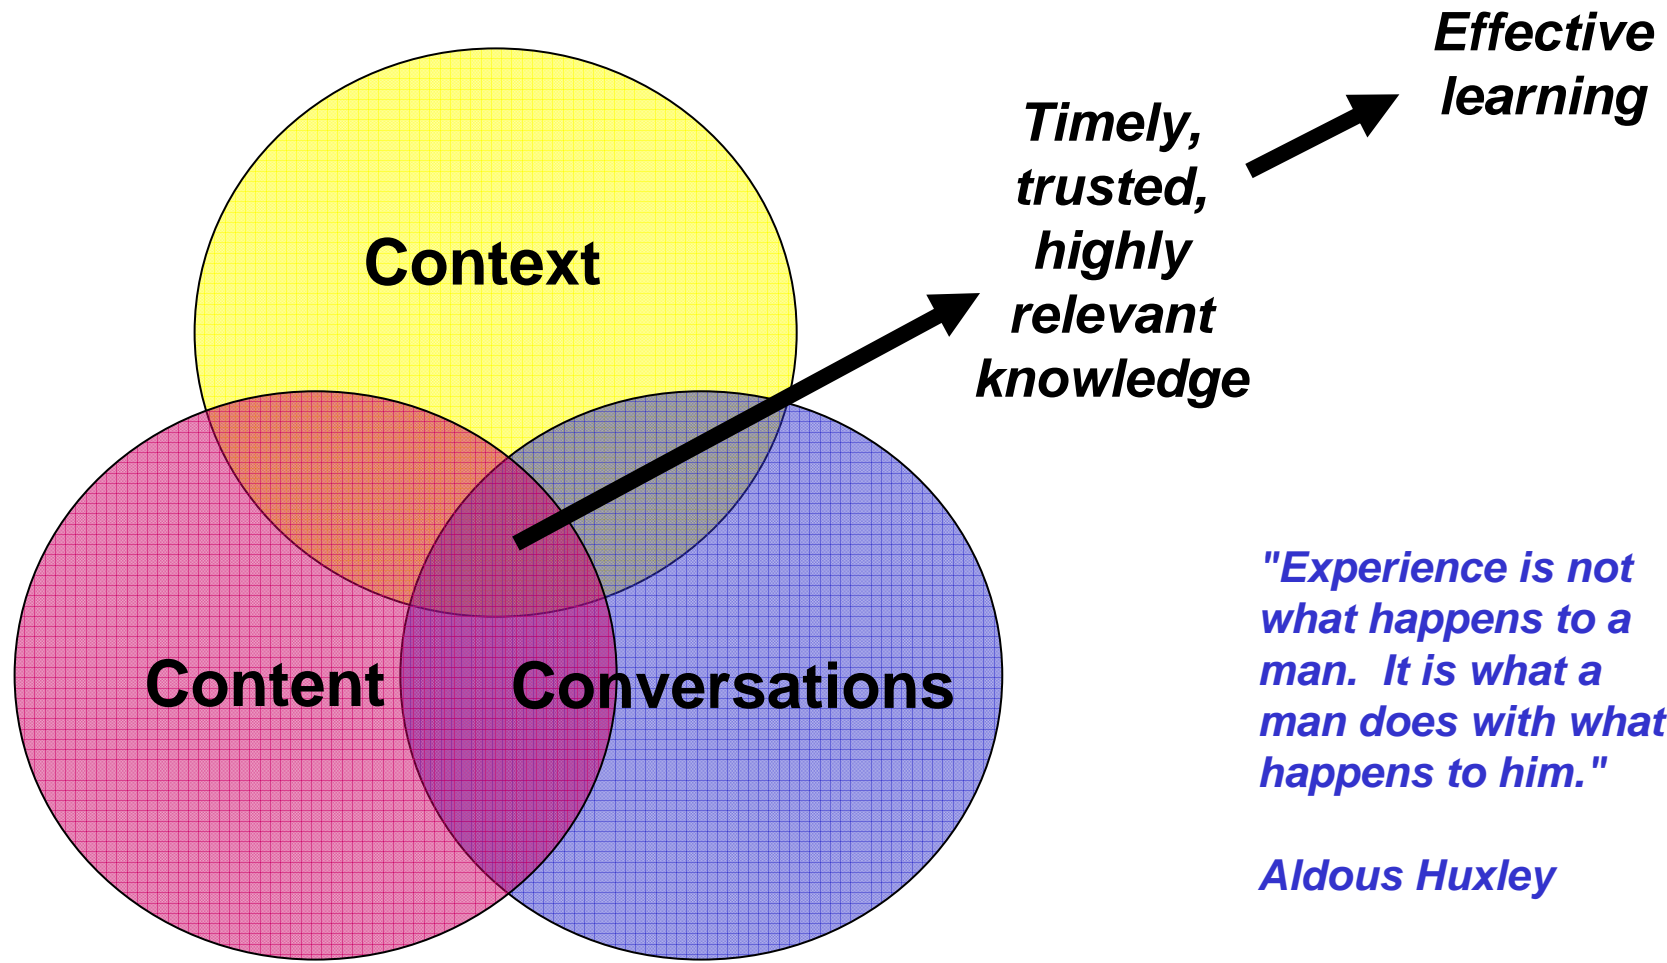 Effective
learning
Timely,
trusted,
highly
relevant
knowledge
Context
Content
Conversations
"Experience is not
what happens to a
man.  It is what a
man does with what
happens to him."
Aldous Huxley